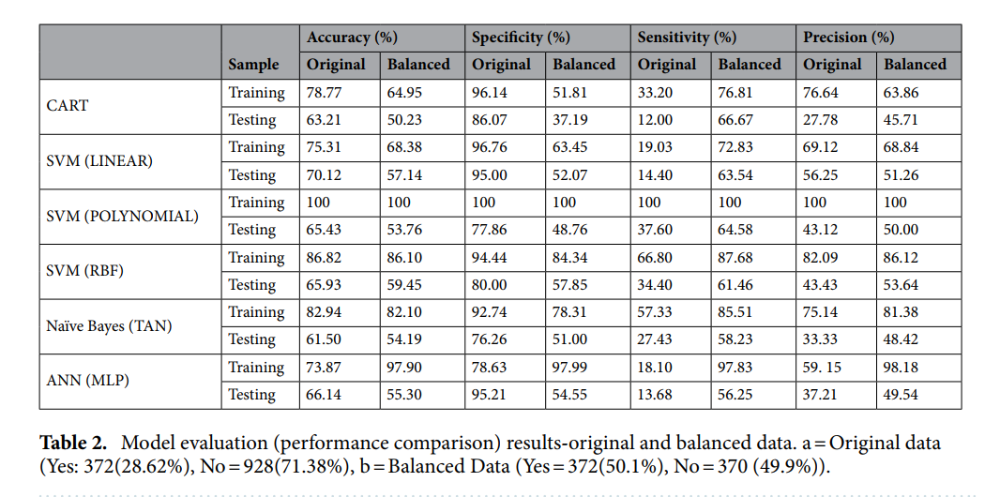 Accuracy (%) Specificity (%) Sensitivity (%) Precision (%)
Sample Original Balanced Original Balanced Original Balanced Original Balanced
CART
Training 78.77 64.95 96.14 51.81 33.20 76.81 76.64 63.86
Testing 63.21 50.23 86.07 37.19 12.00 66.67 27.78 45.71
SVM (LINEAR)
Training 75.31 68.38 96.76 63.45 19.03 72.83 69.12 68.84
Testing 70.12 57.14 95.00 52.07 14.40 63.54 56.25 51.26
SVM (POLYNOMIAL)
Training 100 100 100 100 100 100 100 100
Testing 65.43 53.76 77.86 48.76 37.60 64.58 43.12 50.00
SVM (RBF)
Training 86.82 86.10 94.44 84.34 66.80 87.68 82.09 86.12
Testing 65.93 59.45 80.00 57.85 34.40 61.46 43.43 53.64
Naïve Bayes (TAN)
Training 82.94 82.10 92.74 78.31 57.33 85.51 75.14 81.38
Testing 61.50 54.19 76.26 51.00 27.43 58.23 33.33 48.42
ANN (MLP)
Training 73.87 97.90 78.63 97.99 18.10 97.83 59. 15 98.18
Testing 66.14 55.30 95.21 54.55 13.68 56.25 37.21 49.54
Table 2. Model evaluation (performance comparison) results-original and balanced data. a = Original data
(Yes: 372(28.62%), No = 928(71.38%), b = Balanced Data (Yes = 372(50.1%), No = 370 (49.9%)).